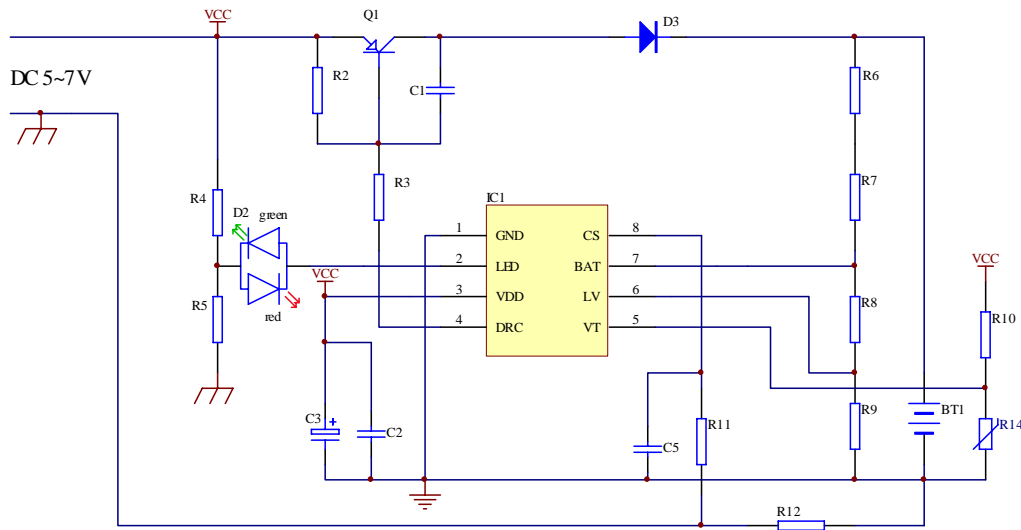 VCC
Q1
D3
DC 5~7V
R2
C1
R6
R3
R7
R4
D2
green
IC1
1
GND
CS
8
2
LED
BAT
7
VCC
VCC
3
VDD
LV
6
R5
red
R8
4
DRC
VT
5
R10
C3
+
C2
C5
R11
R9
BT1
R14
R12